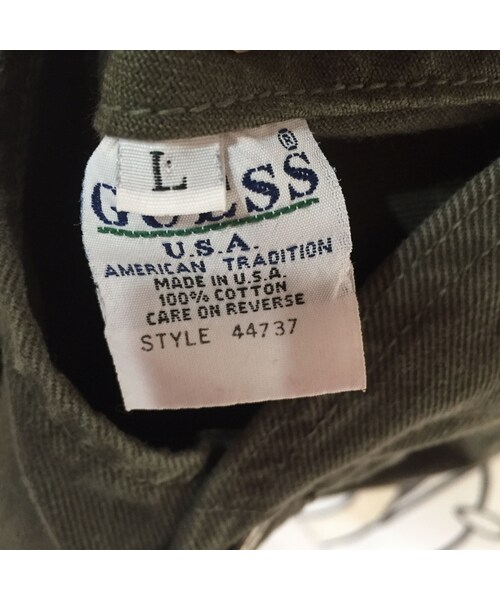 L
GUESS®
U.S.A.
AMERICAN TRADITION
MADE IN U.S.A.
100% COTTON
CARE ON REVERSE
STYLE 44737